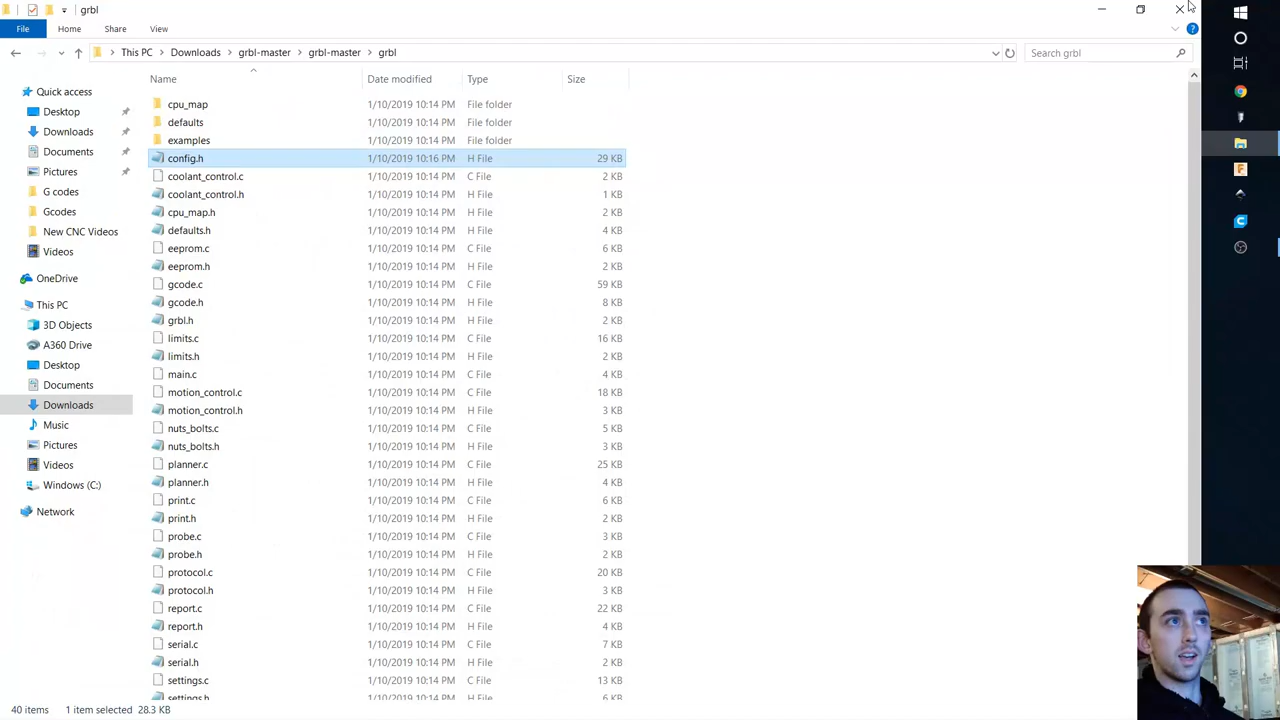 grbl
File Home Share View
This PC Downloads grbl-master grbl-master grbl Search grbl
Name Date modified Type Size
Quick access
Desktop
Downloads
Documents
Pictures
G codes
Gcodes
New CNC Videos
Videos
OneDrive
This PC
3D Objects
A360 Drive
Desktop
Documents
Downloads
Music
Pictures
Videos
Windows (C:)
Network
cpu_map 1/10/2019 10:14 PM File folder
defaults 1/10/2019 10:14 PM File folder
examples 1/10/2019 10:14 PM File folder
config.h 1/10/2019 10:16 PM H File 29 KB
coolant_control.c 1/10/2019 10:14 PM C File 2 KB
coolant_control.h 1/10/2019 10:14 PM H File 1 KB
cpu_map.h 1/10/2019 10:14 PM H File 2 KB
defaults.h 1/10/2019 10:14 PM H File 4 KB
eeprom.c 1/10/2019 10:14 PM C File 6 KB
eeprom.h 1/10/2019 10:14 PM H File 2 KB
gcode.c 1/10/2019 10:14 PM C File 59 KB
gcode.h 1/10/2019 10:14 PM H File 8 KB
grbl.h 1/10/2019 10:14 PM H File 2 KB
limits.c 1/10/2019 10:14 PM C File 16 KB
limits.h 1/10/2019 10:14 PM H File 2 KB
main.c 1/10/2019 10:14 PM C File 4 KB
motion_control.c 1/10/2019 10:14 PM C File 18 KB
motion_control.h 1/10/2019 10:14 PM H File 3 KB
nuts_bolts.c 1/10/2019 10:14 PM C File 5 KB
nuts_bolts.h 1/10/2019 10:14 PM H File 3 KB
planner.c 1/10/2019 10:14 PM C File 25 KB
planner.h 1/10/2019 10:14 PM H File 4 KB
print.c 1/10/2019 10:14 PM C File 6 KB
print.h 1/10/2019 10:14 PM H File 2 KB
probe.c 1/10/2019 10:14 PM C File 3 KB
probe.h 1/10/2019 10:14 PM H File 2 KB
protocol.c 1/10/2019 10:14 PM C File 20 KB
protocol.h 1/10/2019 10:14 PM H File 3 KB
report.c 1/10/2019 10:14 PM C File 22 KB
report.h 1/10/2019 10:14 PM H File 4 KB
serial.c 1/10/2019 10:14 PM C File 7 KB
serial.h 1/10/2019 10:14 PM H File 2 KB
settings.c 1/10/2019 10:14 PM C File 13 KB
settings.h 1/10/2019 10:14 PM H File 6 KB
40 items 1 item selected 28.3 KB